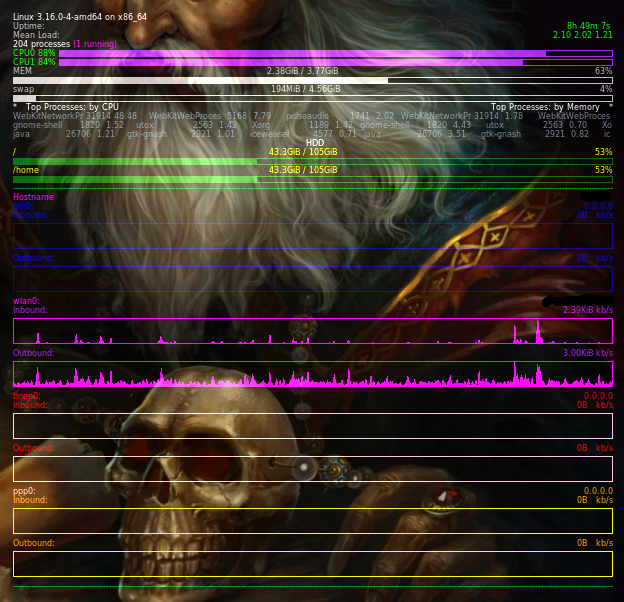 Linux 3.16.0-4-amd64 on x86_64
Uptime: 8h 49m 7s
Mean Load: 2.10 2.02 1.21
204 processes (1 running)
CPU0 88%
CPU1 84%
MEM 2.38GiB / 3.77GiB 63%
swap 194MiB / 4.56GiB 4%
* Top Processes: by CPU Top Processes: by Memory *
WebKitNetworkPr 31914 48.48 WebKitWebProces 5168 7.79 pulseaudio 1741 2.02 WebKitNetworkPr 31914 1.78 WebKitWebProces
gnome-shell 1820 1.52 utox 2563 1.42 Xorg 1189 1.42 gnome-shell 1820 4.43 utox 2563 0.70 Xo
java 26706 1.21 gtk-gnash 2921 1.01 iceweasel 4577 0.71 java 26706 3.51 gtk-gnash 2921 0.82 ic
HDD
/ 43.3GiB / 105GiB 53%
/home 43.3GiB / 105GiB 53%
Hostname
eth0: 0.0.0.0
Inbound: 0B kb/s
Outbound: 0B kb/s
wlan0:
Inbound: 2.39KiB kb/s
Outbound: 3.00KiB kb/s
0.0.0.0
Inbound: 0B kb/s
Outbound: 0B kb/s
ppp0: 0.0.0.0
Inbound: 0B kb/s
Outbound: 0B kb/s